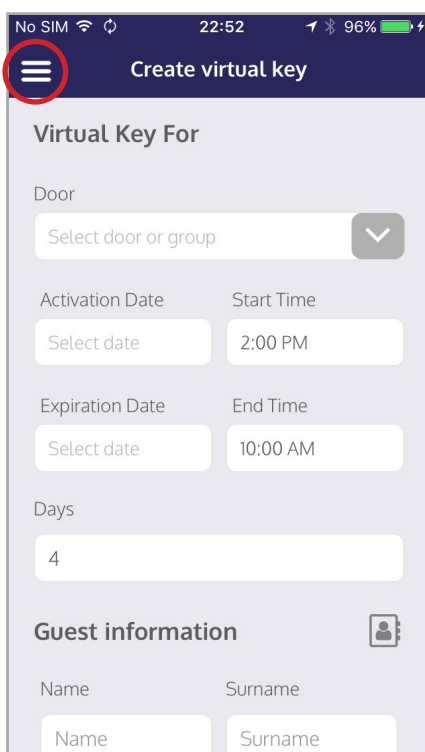 No SIM 22:52 96%
Create virtual key
Virtual Key For
Door
Select door or group
Activation Date Start Time
Select date 2:00 PM
Expiration Date End Time
Select date 10:00 AM
Days
4
Guest information
Name Surname
Name Surname